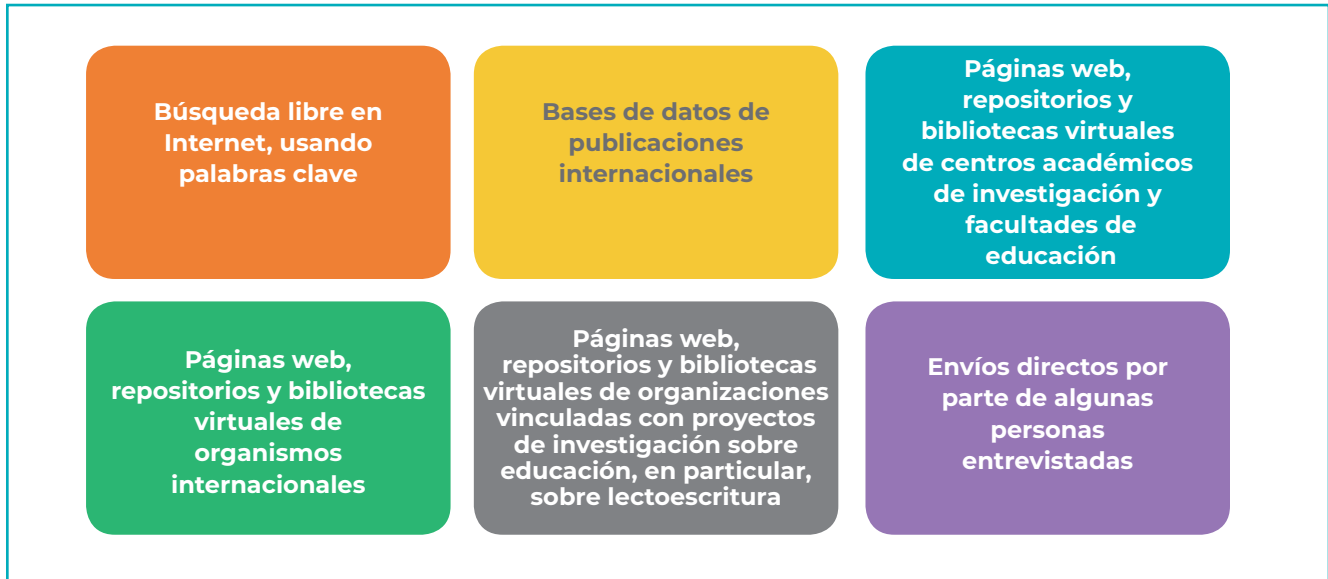 Búsqueda libre en
Internet, usando
palabras clave
Bases de datos de
publicaciones
internacionales
Páginas web,
repositorios y
bibliotecas virtuales
de centros académicos
de investigación y
facultades de
educación
Páginas web,
repositorios y bibliotecas
virtuales de
organismos
internacionales
Páginas web,
repositorios y bibliotecas
virtuales de organizaciones
vinculadas con proyectos
de investigación sobre
educación, en particular,
sobre lectoescritura
Envíos directos por
parte de algunas
personas
entrevistadas